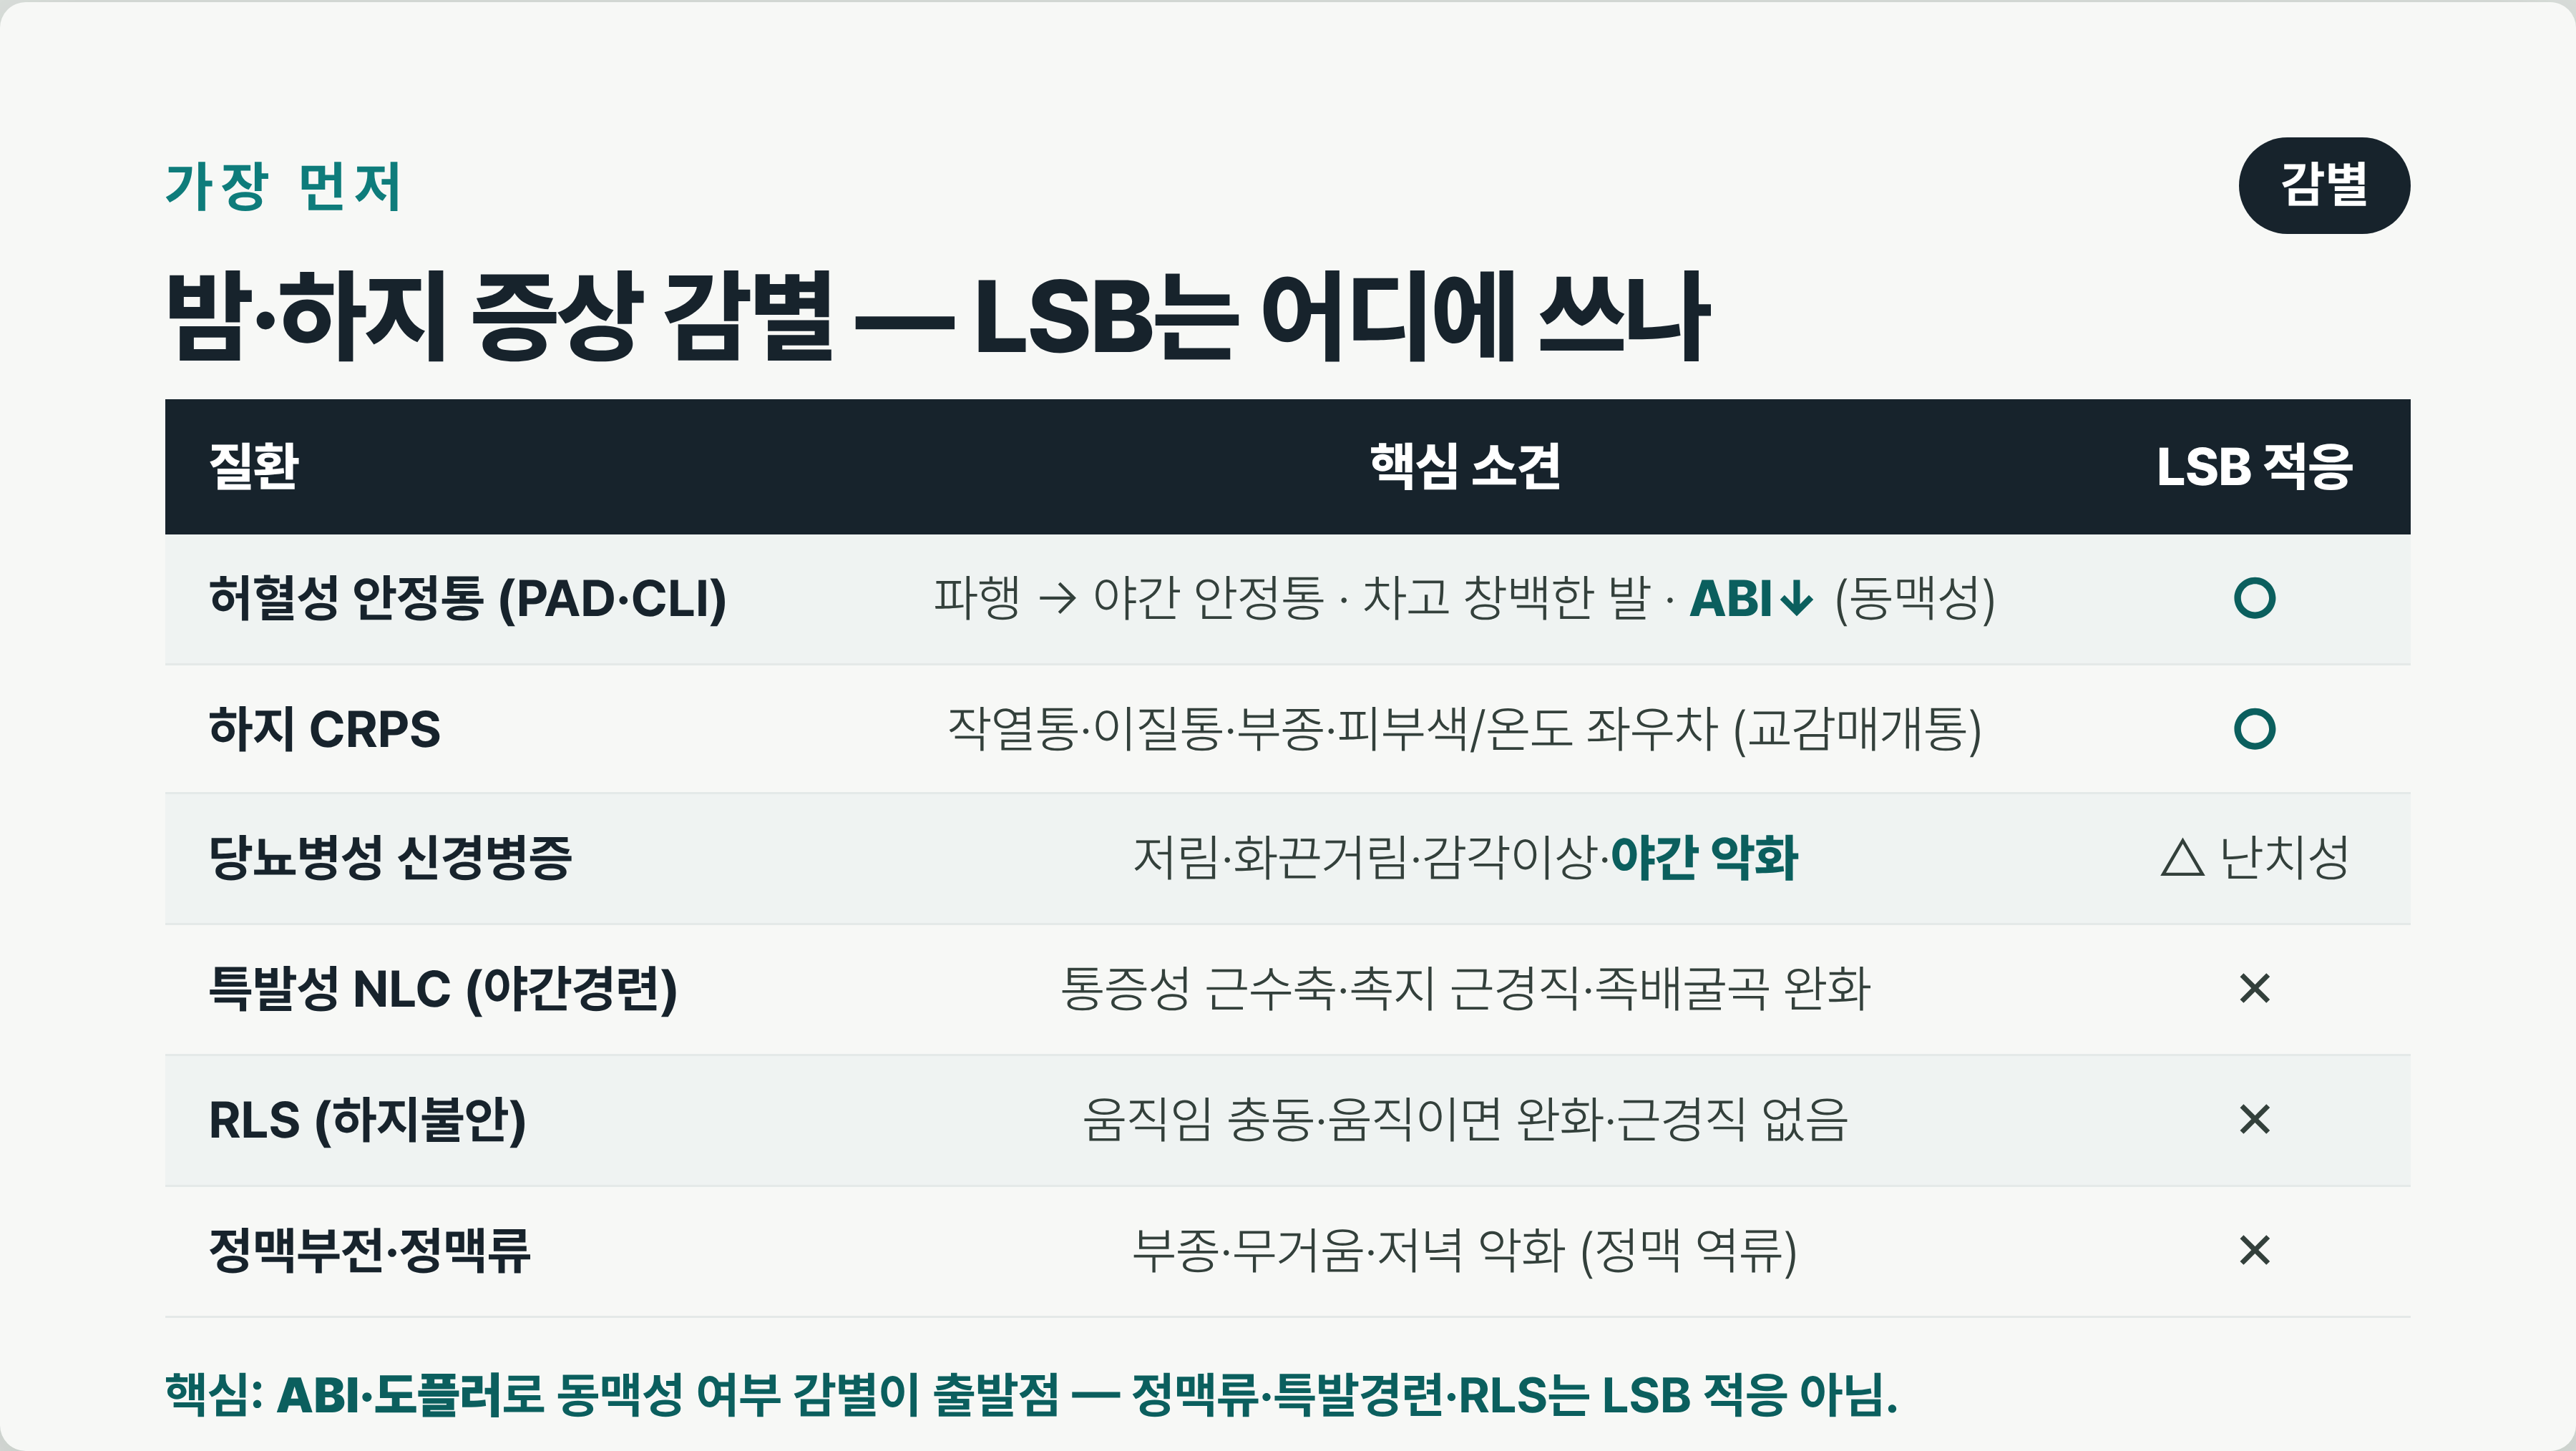 가장 먼저
감별
밤·하지 증상 감별 — LSB는 어디에 쓰나
질환 핵심 소견 LSB 적응
허혈성 안정통 (PAD·CLI) 파행 → 야간 안정통 · 차고 창백한 발 · ABI↓ (동맥성) ○
하지 CRPS 작열통·이질통·부종·피부색/온도 좌우차 (교감매개통) ○
당뇨병성 신경병증 저림·화끈거림·감각이상·야간 악화 △ 난치성
특발성 NLC (야간경련) 통증성 근수축·촉지 근경직·족배굴곡 완화 ✕
RLS (하지불안) 움직임 충동·움직이면 완화·근경직 없음 ✕
정맥부전·정맥류 부종·무거움·저녁 악화 (정맥 역류) ✕
핵심: ABI·도플러로 동맥성 여부 감별이 출발점 — 정맥류·특발경련·RLS는 LSB 적응 아님.